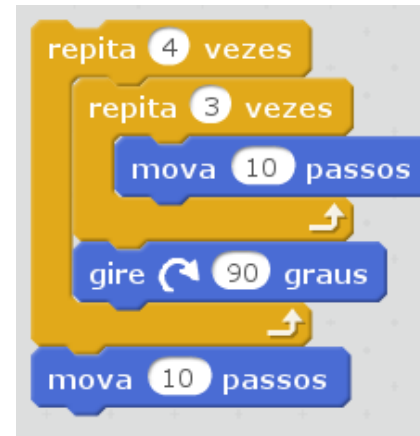 repita 4 vezes
repita 3 vezes
mova 10 passos
gire 90 graus
mova 10 passos